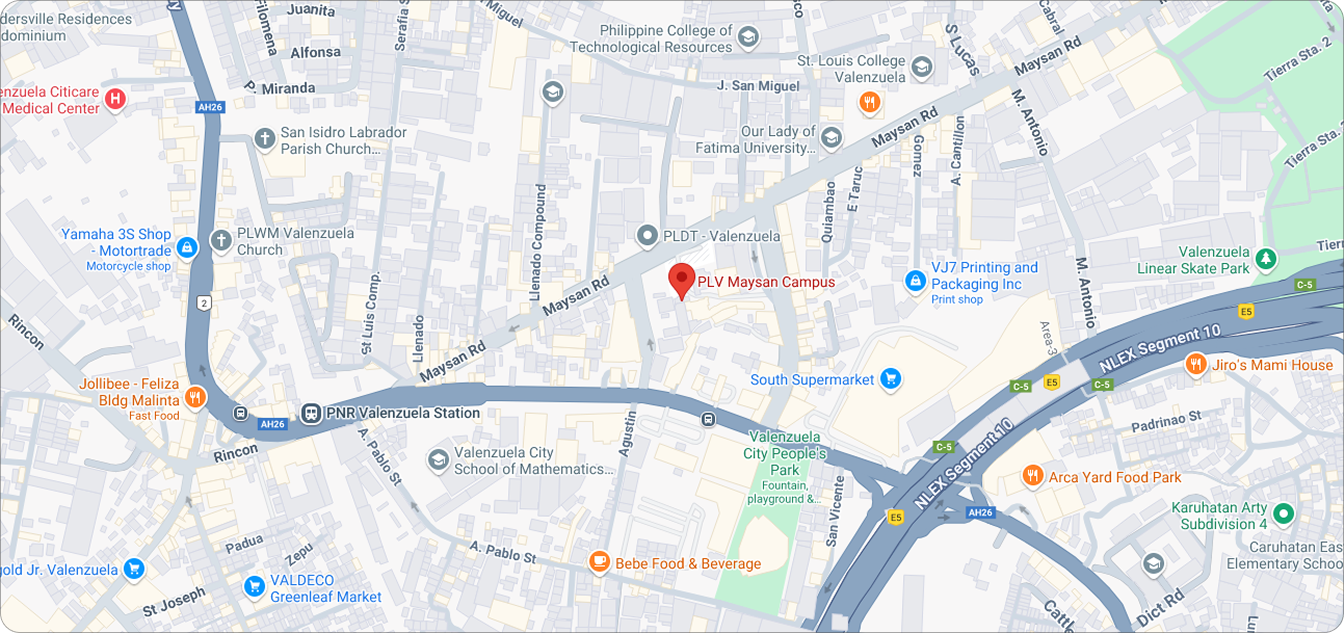 dersville Residences
dominium
Filomena
Juanita
Alfonsa
P. Miranda
Serafia S
Miguel
Philippine College of
Technological Resources
St. Louis College
Valenzuela
S Lucas
Cabral
Maysan Rd
Tierra Sta. 2
Tierra Sta.
enzuela Citicare
Medical Center
H
AH26
San Isidro Labrador
Parish Church...
J. San Miguel
Our Lady of
Fatima University...
Maysan Rd
M. Antonio
Gomez
A. Cantillon
Yamaha 3S Shop
- Motortrade
Motorcycle shop
PLWM Valenzuela
Church
Llenado Compound
PLDT - Valenzuela
Quiambao
E Taruc
Valenzuela
Linear Skate Park
Tierr
PLV Maysan Campus
VJ7 Printing and
Packaging Inc
Print shop
M. Antonio
C-5
E5
2
Rincon
St Luis Comp.
Llenado
Maysan Rd
Maysan Rd
Area-3
NLEX Segment 10
Jiro's Mami House
Jollibee - Feliza
Bldg Malinta
Fast Food
South Supermarket
C-5
E5
C-5
AH26
PNR Valenzuela Station
Rincon
A. Pablo St
Valenzuela City
School of Mathematics...
Agustin
Valenzuela
City People's
Park
Fountain,
playground &...
San Vicente
C-5
NLEX Segment 10
E5
AH26
Padrinao St
Arca Yard Food Park
Karuhatan Arty
Subdivision 4
Caruhatan Eas
Elementary Schoo
Padua
Zepu
A. Pablo St
Bebe Food & Beverage
gold Jr. Valenzuela
VALDECO
Greenleaf Market
St Joseph
Cattle
Dict Rd